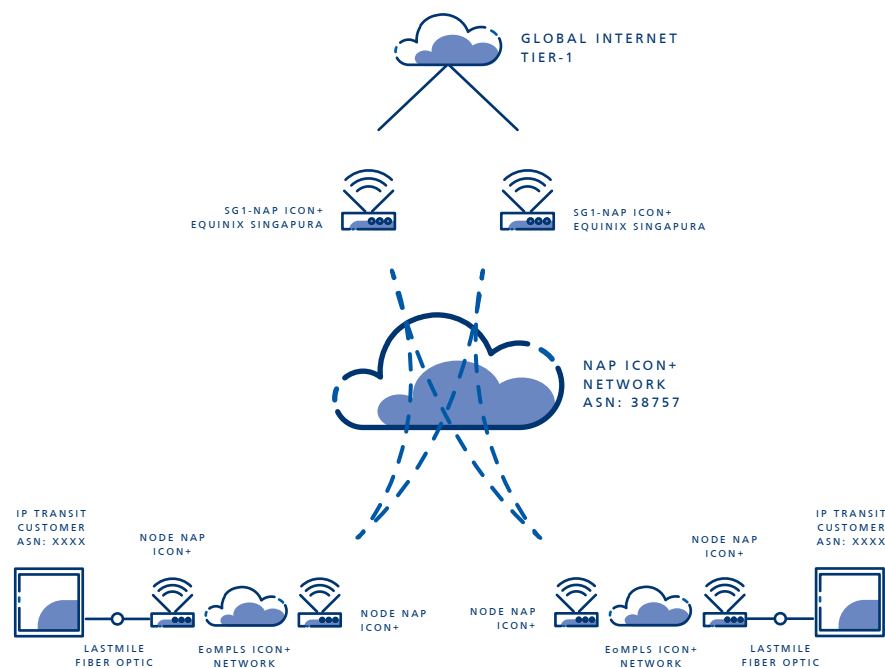 GLOBAL INTERNET
TIER-1
SG1-NAP ICON+
EQUINIX SINGAPURA
SG1-NAP ICON+
EQUINIX SINGAPURA
NAP ICON+
NETWORK
ASN: 38757
IP TRANSIT
CUSTOMER
ASN: XXXX
NODE NAP
ICON+
NODE NAP
ICON+
LASTMILE
FIBER OPTIC
EoMPLS ICON+
NETWORK
NODE NAP
ICON+
NODE NAP
ICON+
IP TRANSIT
CUSTOMER
ASN: XXXX
EoMPLS ICON+
NETWORK
LASTMILE
FIBER OPTIC